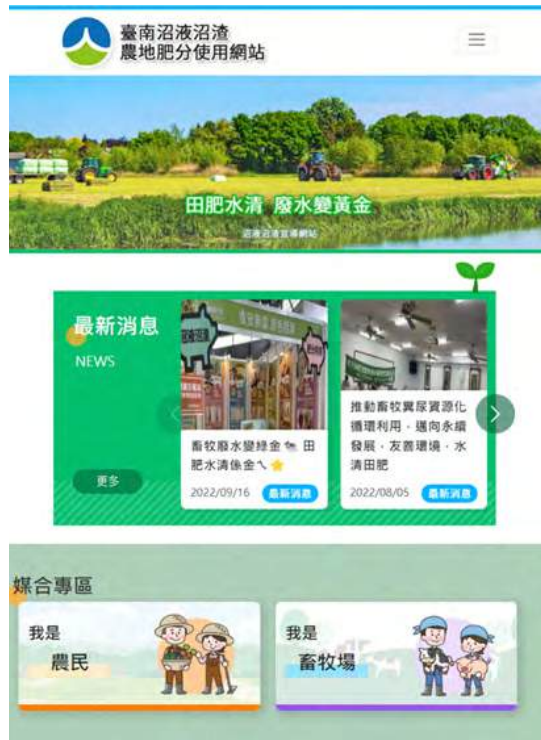 臺南沼液沼渣
農地肥分使用網站
田肥水清 廢水變黃金
沼液沼渣宣導網站
最新消息
NEWS
更多
畜牧廢水變綠金🐃 田
肥水清係金ㄟ⭐
2022/09/16 最新消息
推動畜牧糞尿資源化
循環利用，邁向永續
發展，友善環境，水
清田肥
2022/08/05 最新消息
媒合專區
我是
農民
我是
畜牧場